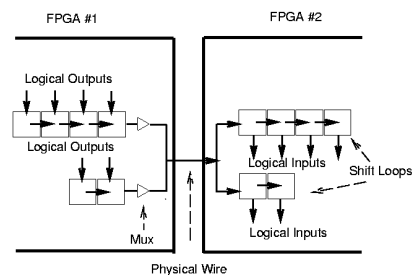 FPGA #1
FPGA #2
Logical Outputs
Logical Outputs
Logical Inputs
Shift Loops
Logical Inputs
Mux
Physical Wire